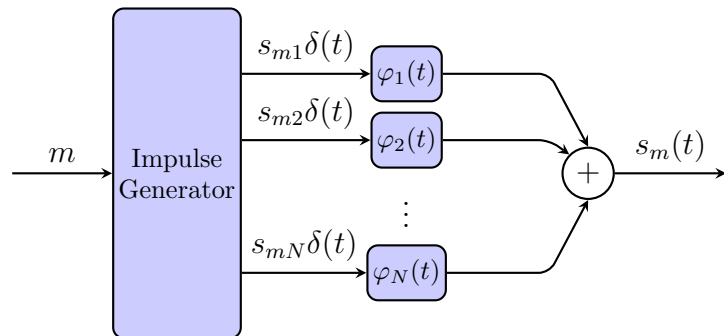 m
Impulse
Generator
s_{m1}δ(t)
φ_1(t)
s_{m2}δ(t)
φ_2(t)
⋮
s_{mN}δ(t)
φ_N(t)
+
s_m(t)